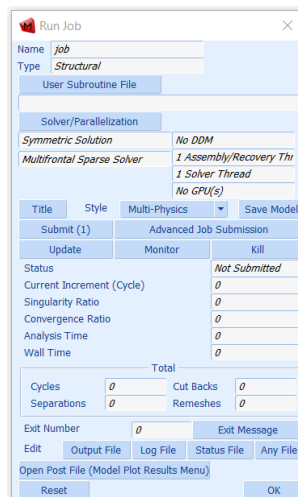 Run Job
Name job
Type Structural
User Subroutine File
Solver/Parallelization
Symmetric Solution No DDM
Multifrontal Sparse Solver 1 Assembly/Recovery Thr
1 Solver Thread
No GPU(s)
Title Style Multi-Physics Save Model
Submit (1) Advanced Job Submission
Update Monitor Kill
Status Not Submitted
Current Increment (Cycle) 0
Singularity Ratio 0
Convergence Ratio 0
Analysis Time 0
Wall Time 0
Total
Cycles 0 Cut Backs 0
Separations 0 Remeshes 0
Exit Number 0 Exit Message
Edit Output File Log File Status File Any File
Open Post File (Model Plot Results Menu)
Reset OK